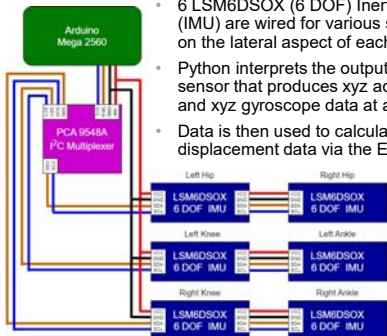 6 LSM6DSOX (6 DOF) Iner
(IMU) are wired for various s
on the lateral aspect of eac
Python interprets the output
sensor that produces xyz ac
and xyz gyroscope data at a
Data is then used to calcula
displacement data via the E
Arduino
Mega 2560
PCA 9548A
I²C Multiplexer
Left Hip
Right Hip
LSM6DSOX
6 DOF IMU
LSM6DSOX
6 DOF IMU
Left Knee
Left Ankle
LSM6DSOX
6 DOF IMU
LSM6DSOX
6 DOF IMU
Right Knee
Right Ankle
LSM6DSOX
6 DOF IMU
LSM6DSOX
6 DOF IMU